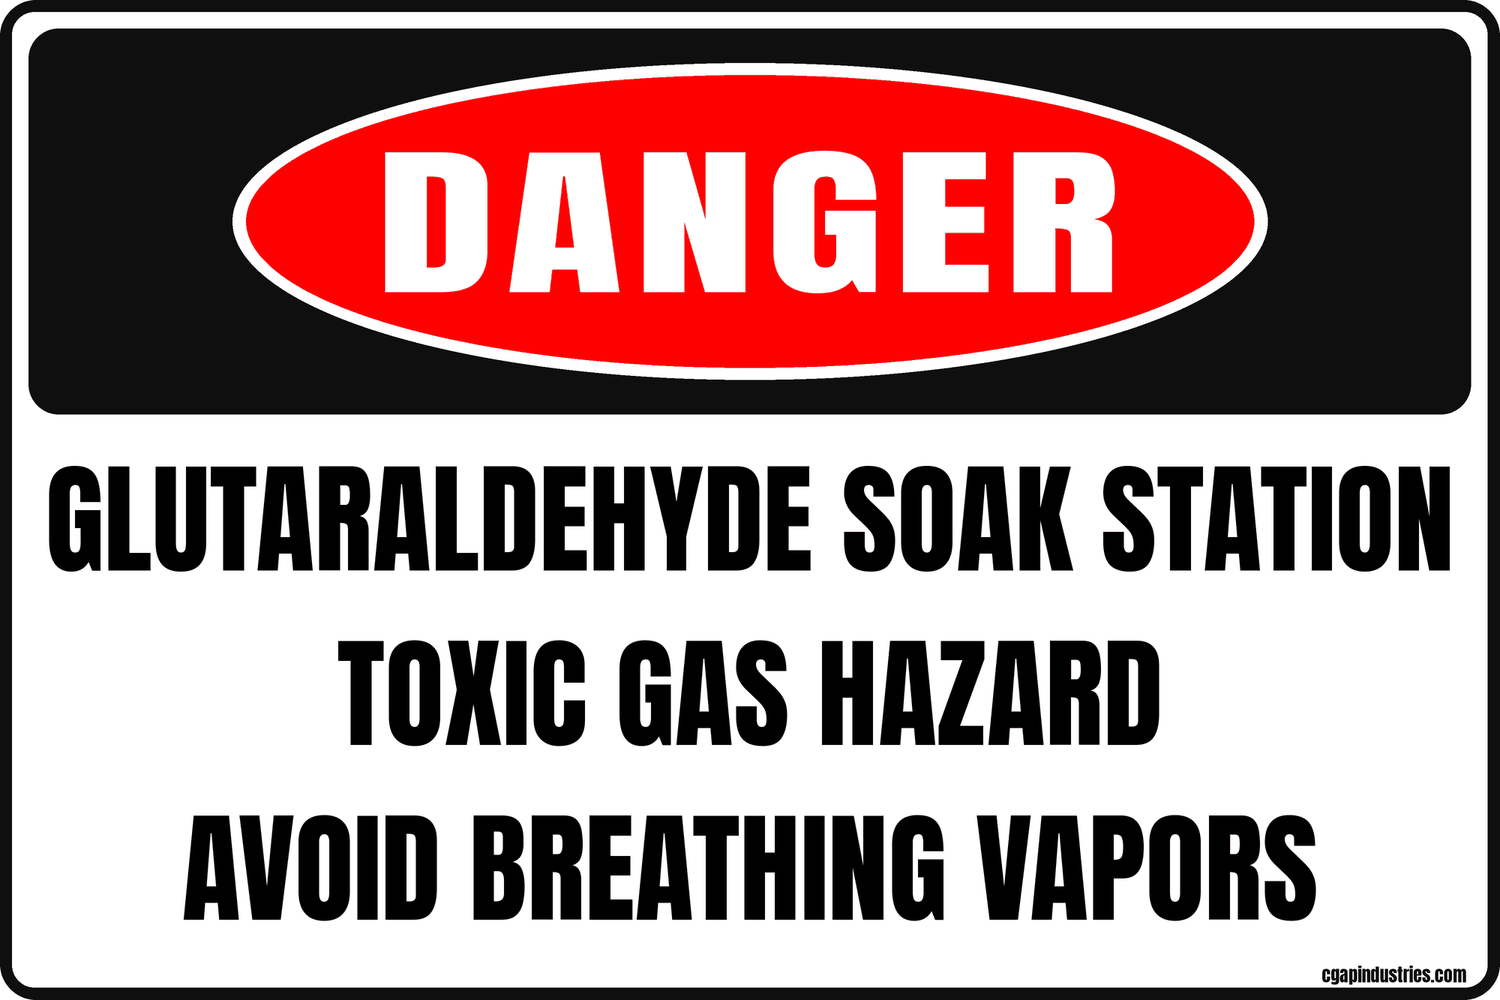 DANGER
GLUTARALDEHYDE SOAK STATION
TOXIC GAS HAZARD
AVOID BREATHING VAPORS
cgapindustries.com